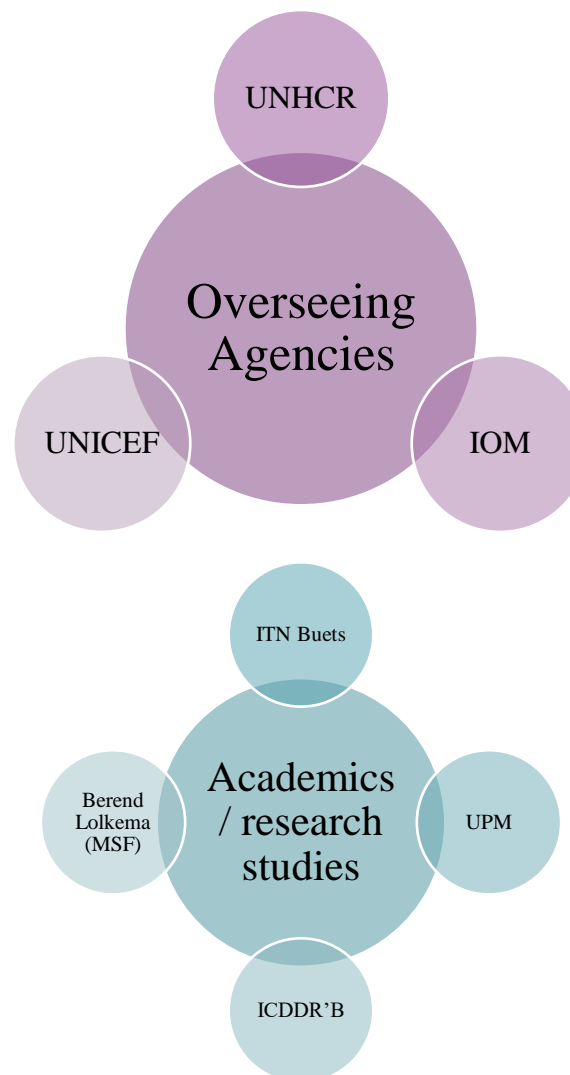 UNHCR
Overseeing
Agencies
UNICEF
IOM
ITN Buets
Academics
/ research
studies
Berend
Lolkema
(MSF)
UPM
ICDDR’B